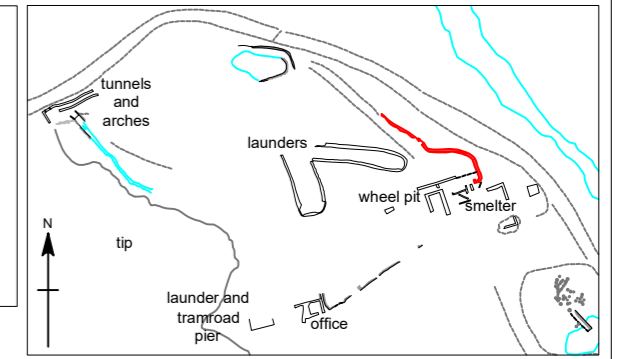 tunnels
and
arches
launders
wheel pit
smelter
N
tip
launder and
tramroad
pier
office